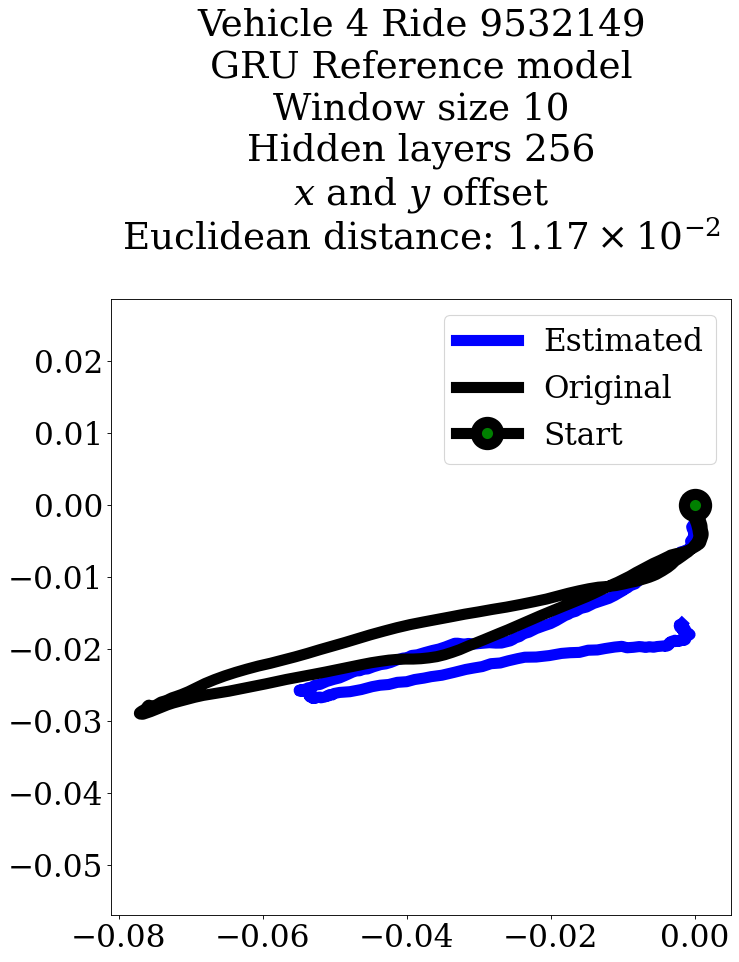 Vehicle 4 Ride 9532149
GRU Reference model
Window size 10
Hidden layers 256
x and y offset
Euclidean distance: 1.17 × 10⁻²
Estimated
Original
Start
0.02
0.01
0.00
−0.01
−0.02
−0.03
−0.04
−0.05
−0.08 −0.06 −0.04 −0.02 0.00